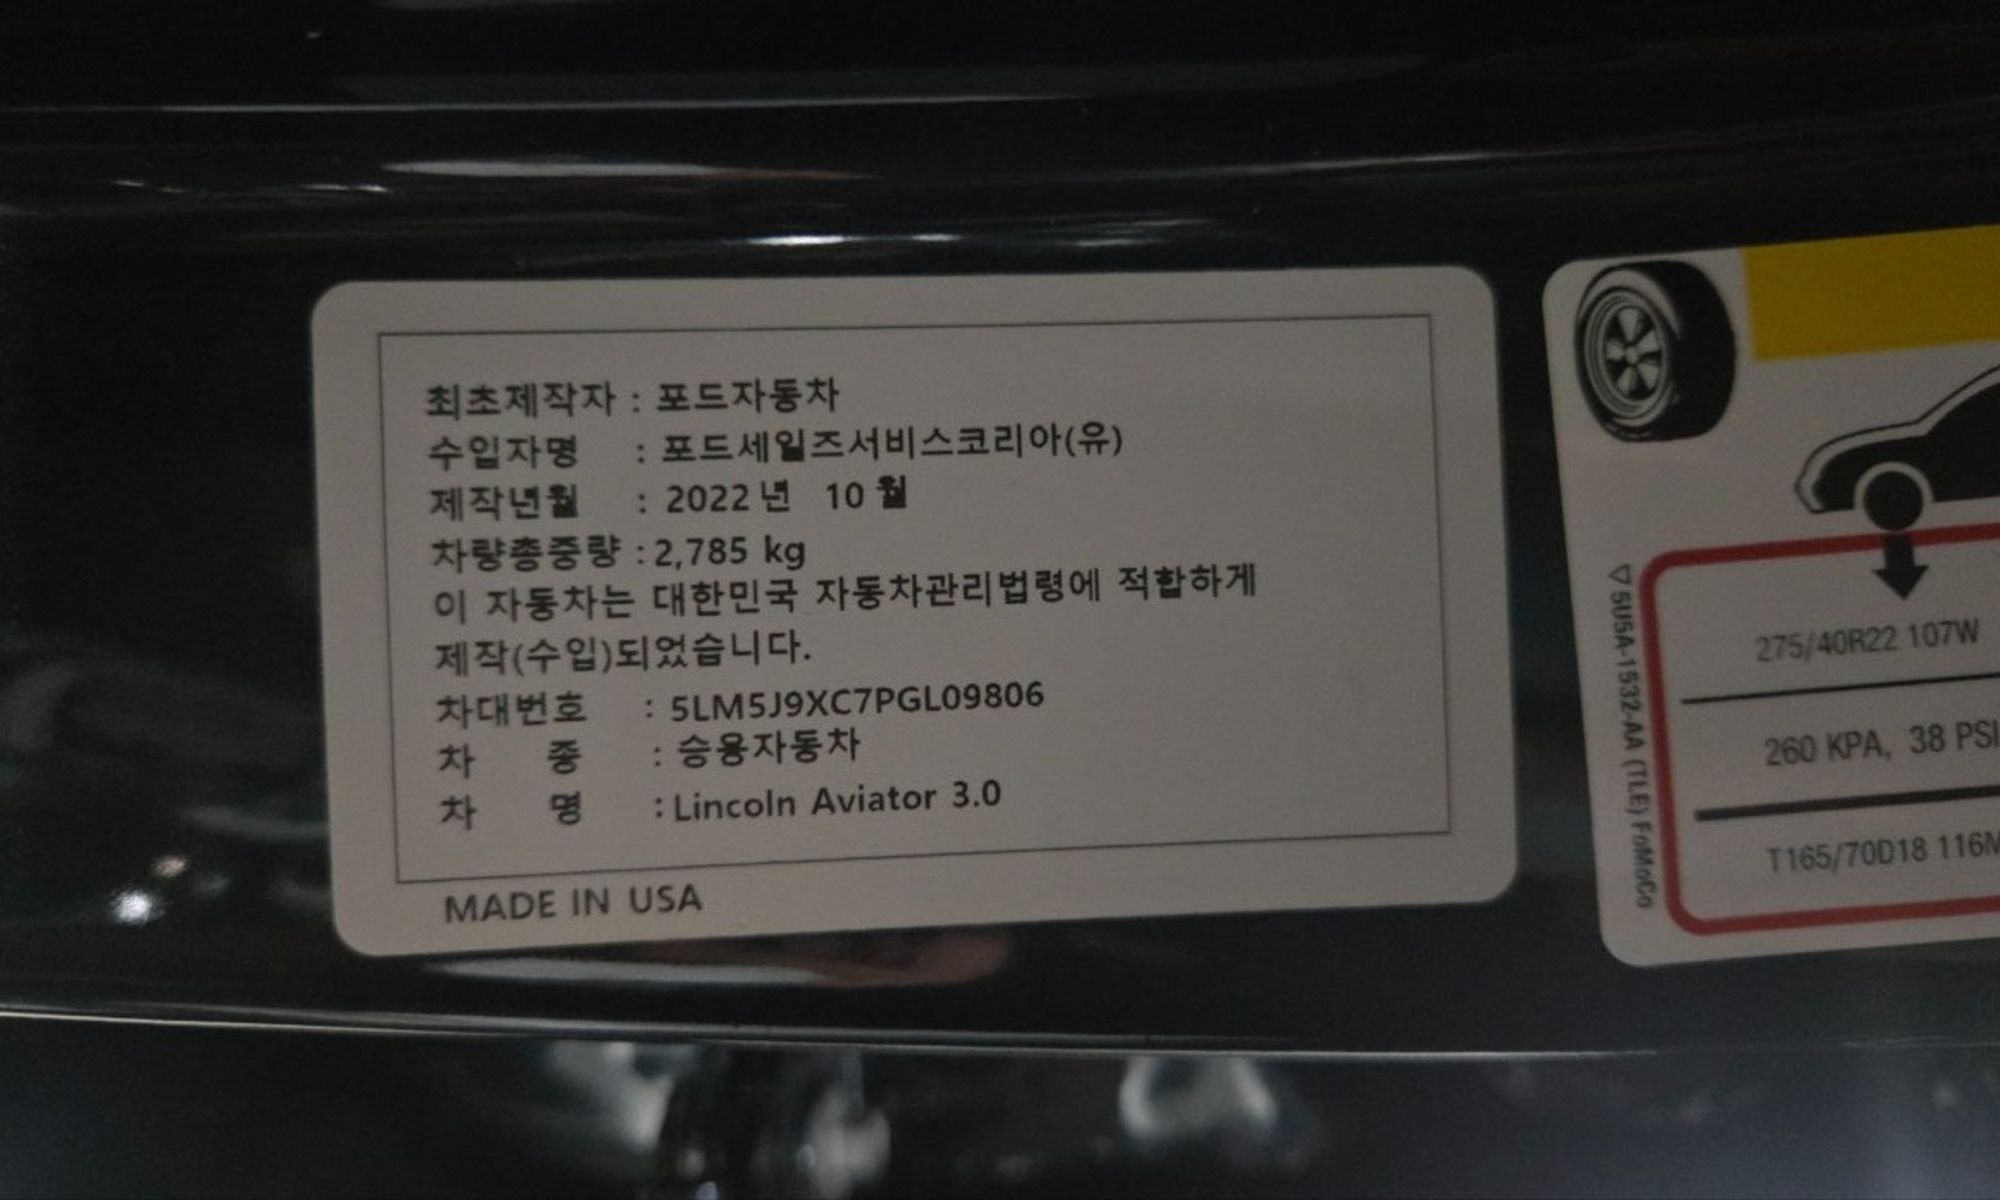 최초제작자 : 포드자동차
수입자명 : 포드세일즈서비스코리아(유)
제작년월 : 2022년 10월
차량총중량 : 2,785 kg
이 자동차는 대한민국 자동차관리법령에 적합하게
제작(수입)되었습니다.
차대번호 : 5LM5J9XC7PGL09806
차 종 : 승용자동차
차 명 : Lincoln Aviator 3.0
MADE IN USA
275/40R22 107W
260 KPA, 38 PSI
T165/70D18 116M
5U5A-1532-AA (TLE) FoMoCo